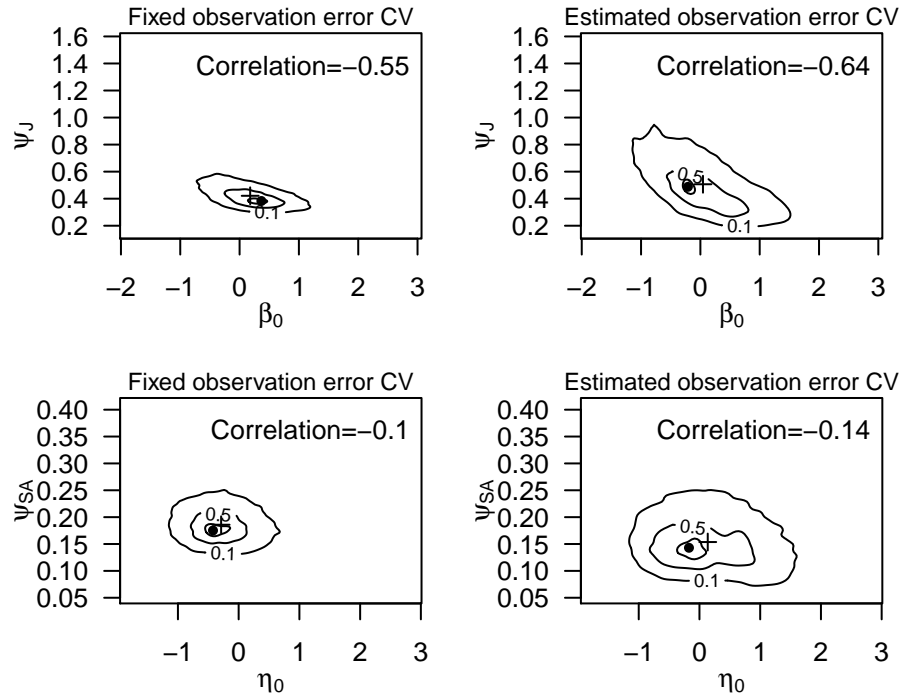 Fixed observation error CV
1.6
1.4
1.2
1.0
0.8
0.6
0.4
0.2
ψJ
Correlation=−0.55
0.1
−2 −1 0 1 2 3
β0
Estimated observation error CV
1.6
1.4
1.2
1.0
0.8
0.6
0.4
0.2
ψJ
Correlation=−0.64
0.5
0.1
−2 −1 0 1 2 3
β0
Fixed observation error CV
0.40
0.35
0.30
0.25
0.20
0.15
0.10
0.05
ψSA
Correlation=−0.1
0.5
0.1
−1 0 1 2 3
η0
Estimated observation error CV
0.40
0.35
0.30
0.25
0.20
0.15
0.10
0.05
ψSA
Correlation=−0.14
0.5
0.1
−1 0 1 2 3
η0